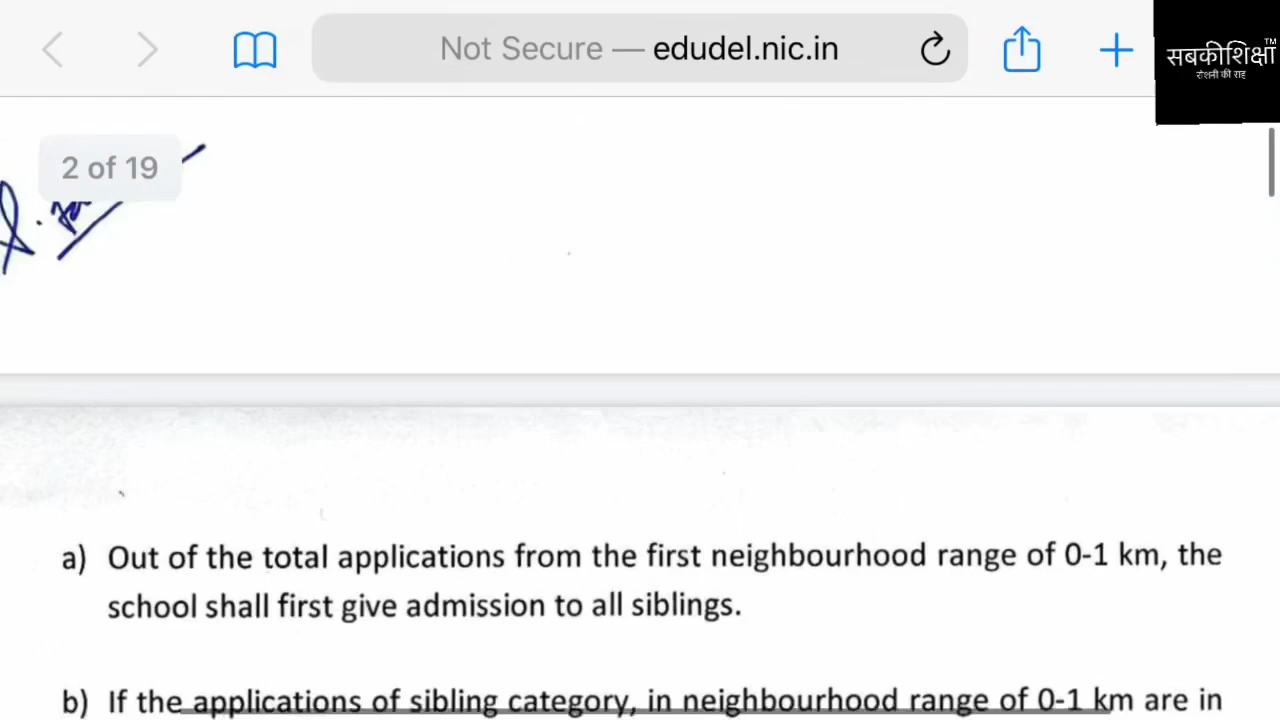 Not Secure — edudel.nic.in
सबकीशिक्षा™
रोशनी की राह
2 of 19
a) Out of the total applications from the first neighbourhood range of 0-1 km, the
school shall first give admission to all siblings.
b) If the applications of sibling category, in neighbourhood range of 0-1 km are in